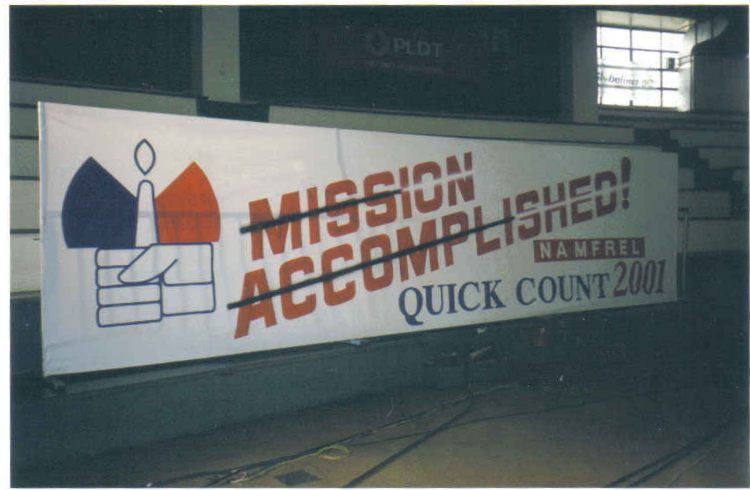 PLDT
MISSION
ACCOMPLISHED!
NAMFREL
QUICK COUNT 2001